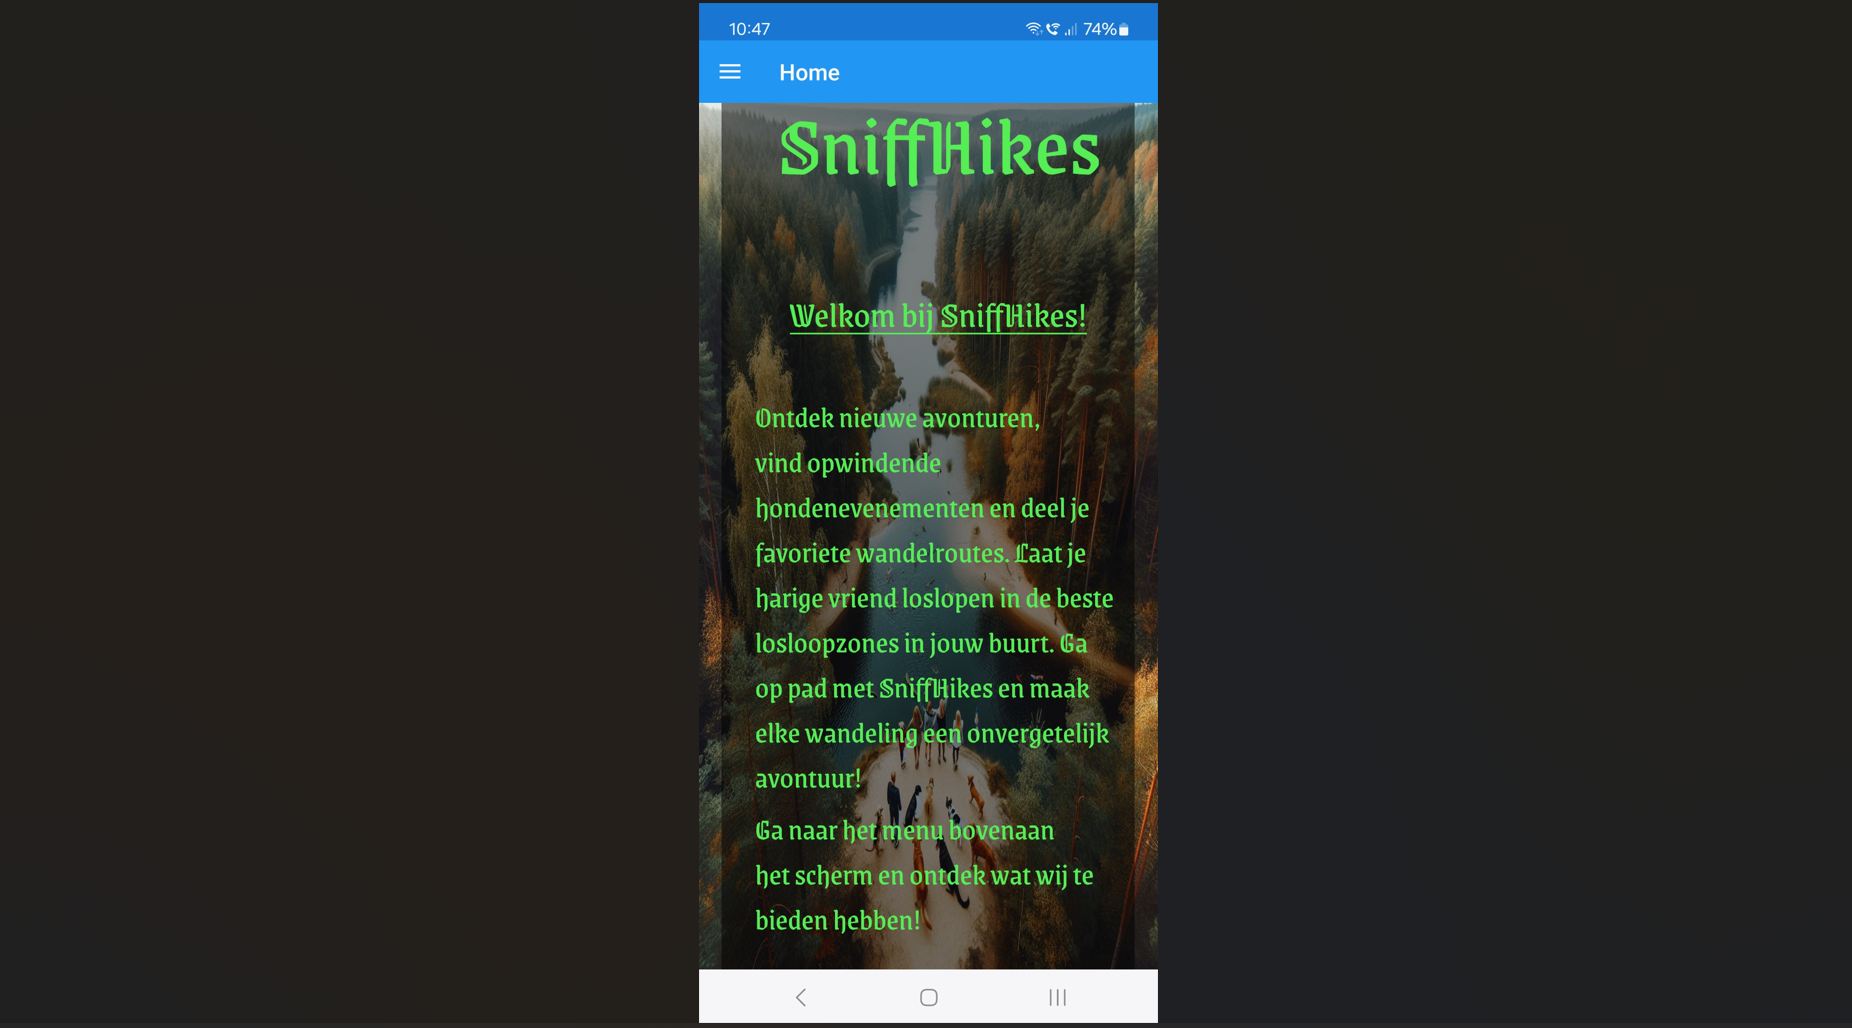 10:47
74%
Home
SniffHikes
Welkom bij SniffHikes!
Ontdek nieuwe avonturen,
vind opwindende
hondenevenementen en deel je
favoriete wandelroutes. Laat je
harige vriend loslopen in de beste
losloopzones in jouw buurt. Ga
op pad met SniffHikes en maak
elke wandeling een onvergetelijk
avontuur!
Ga naar het menu bovenaan
het scherm en ontdek wat wij te
bieden hebben!